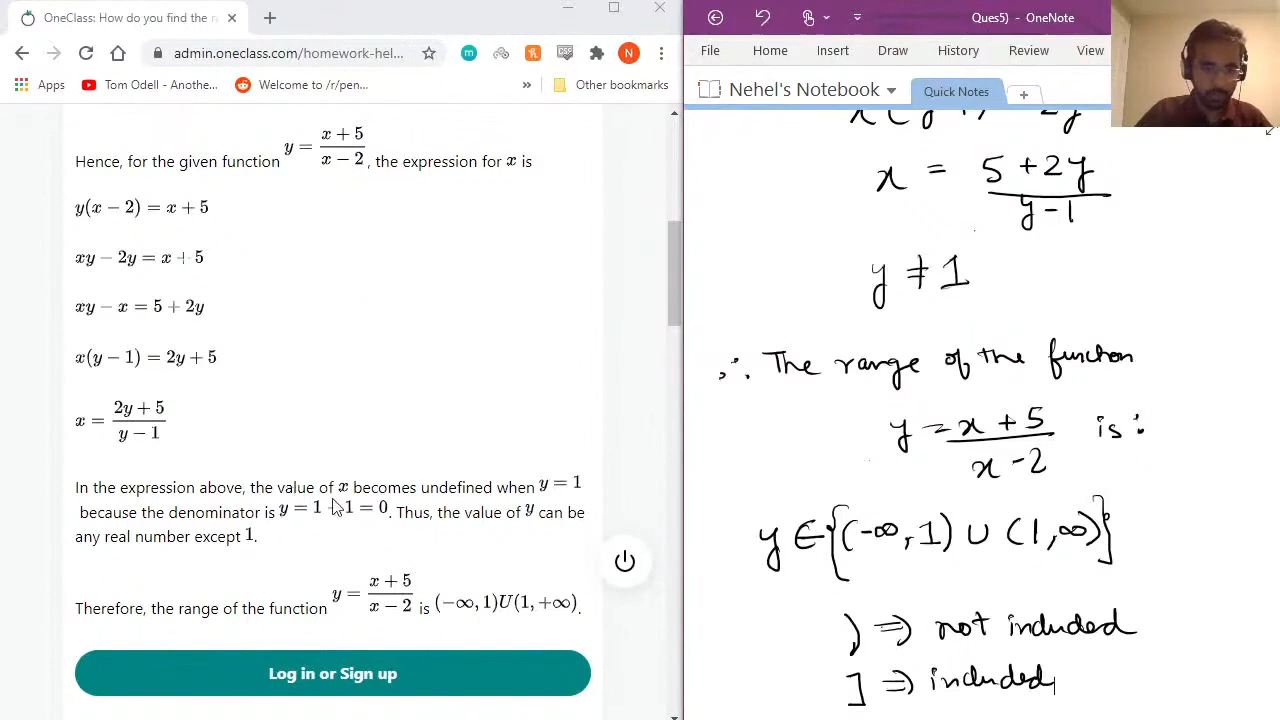 OneClass: How do you find the ra
admin.oneclass.com/homework-hel...
Apps
Tom Odell - Anothe...
Welcome to /r/pen...
Other bookmarks
Hence, for the given function y = \frac{x + 5}{x - 2}, the expression for x is
y(x − 2) = x + 5
xy − 2y = x + 5
xy − x = 5 + 2y
x(y − 1) = 2y + 5
x = \frac{2y + 5}{y − 1}
In the expression above, the value of x becomes undefined when y = 1
because the denominator is y = 1 − 1 = 0. Thus, the value of y can be
any real number except 1.
Therefore, the range of the function y = \frac{x + 5}{x − 2} is (−∞, 1)U(1, +∞).
Log in or Sign up
Ques5) - OneNote
File Home Insert Draw History Review View
Nehel's Notebook
Quick Notes
x = \frac{5 + 2y}{y - 1}
y ≠ 1
∴ The range of the function
y = \frac{x + 5}{x - 2} is :
y ∈ {(-∞, 1) ∪ (1, ∞)}
) ⇒ not included
] ⇒ included